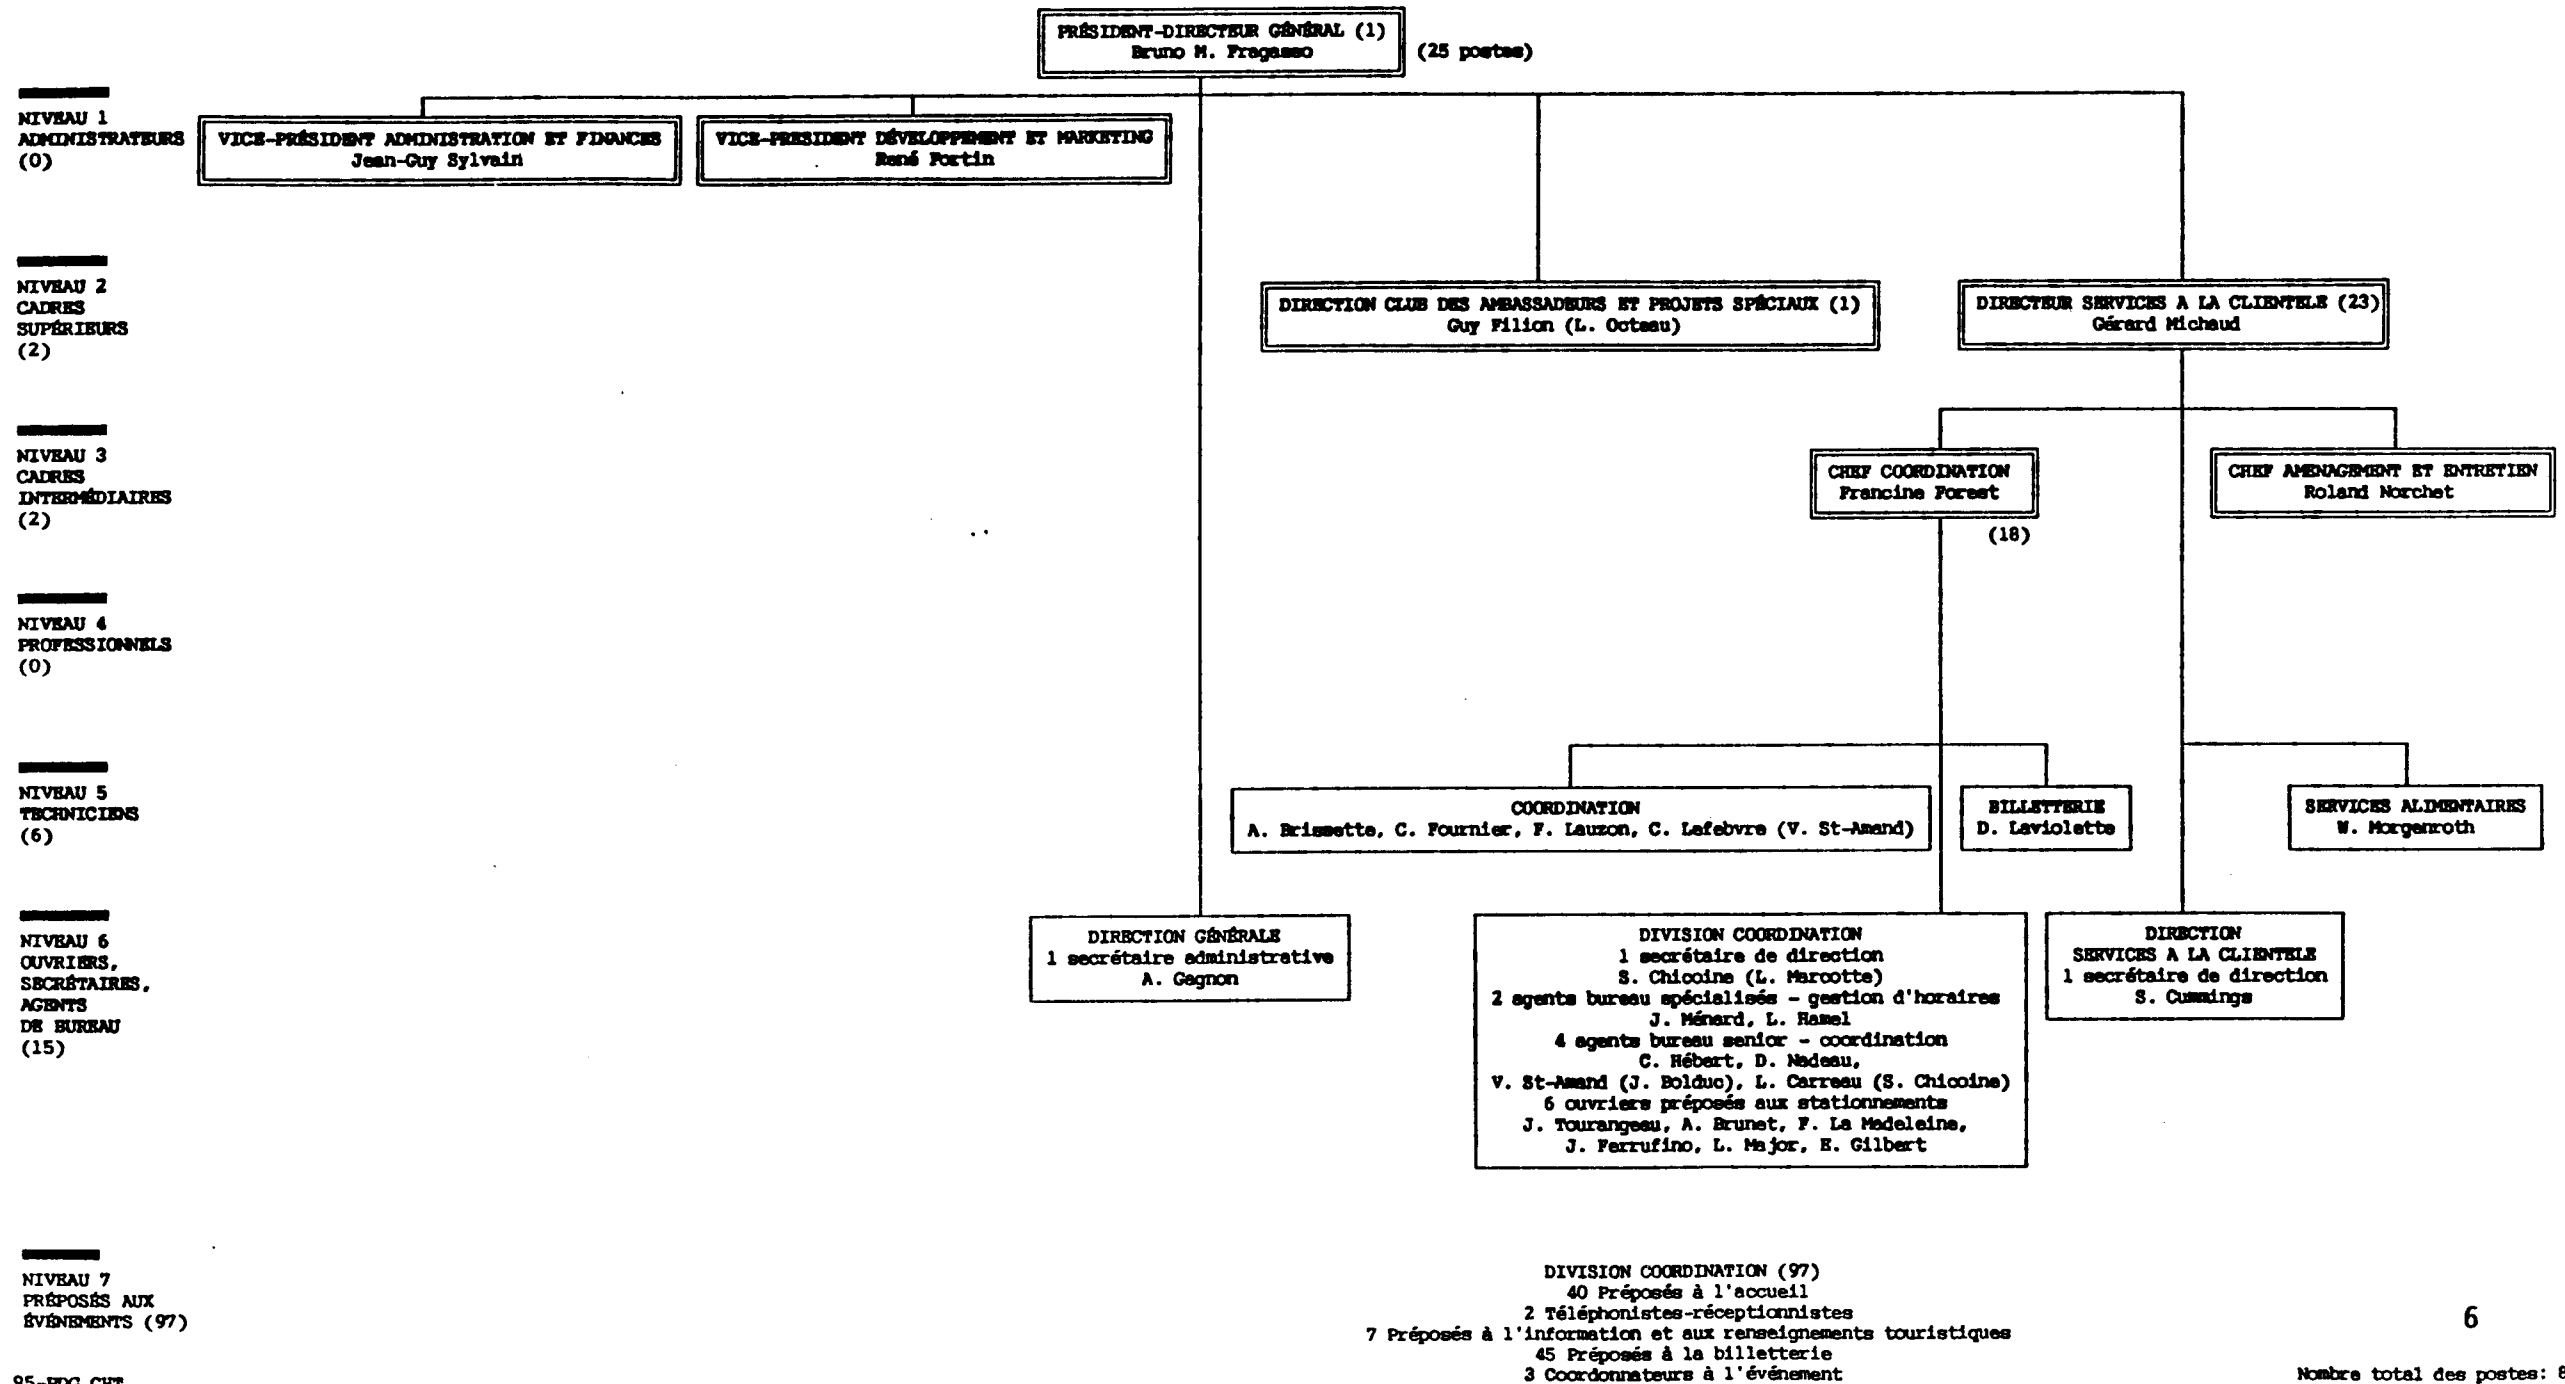 PRÉSIDENT-DIRECTEUR GÉNÉRAL (1)
Bruno M. Fragasso
(25 postes)
NIVEAU 1
ADMINISTRATEURS
(0)
VICE-PRÉSIDENT ADMINISTRATION ET FINANCES
Jean-Guy Sylvain
VICE-PRESIDENT DÉVELOPPEMENT ET MARKETING
René Fortin
NIVEAU 2
CADRES
SUPÉRIEURS
(2)
DIRECTION CLUB DES AMBASSADEURS ET PROJETS SPÉCIAUX (1)
Guy Filion (L. Octeau)
DIRECTEUR SERVICES A LA CLIENTELE (23)
Gérard Michaud
NIVEAU 3
CADRES
INTERMÉDIAIRES
(2)
CHEF COORDINATION
Francine Forest
(18)
CHEF AMENAGEMENT ET ENTRETIEN
Roland Norchet
NIVEAU 4
PROFESSIONNELS
(0)
NIVEAU 5
TECHNICIENS
(6)
COORDINATION
A. Brissette, C. Fournier, F. Lauzon, C. Lefebvre (V. St-Amand)
BILLETTERIE
D. Laviolette
SERVICES ALIMENTAIRES
W. Morgenroth
NIVEAU 6
OUVRIERS,
SECRÉTAIRES,
AGENTS
DE BUREAU
(15)
DIRECTION GÉNÉRALE
1 secrétaire administrative
A. Gagnon
DIVISION COORDINATION
1 secrétaire de direction
S. Chicoine (L. Marcotte)
2 agents bureau spécialisés - gestion d'horaires
J. Ménard, L. Hamel
4 agents bureau senior - coordination
C. Hébert, D. Nadeau,
V. St-Amand (J. Bolduc), L. Carreau (S. Chicoine)
6 ouvriers préposés aux stationnements
J. Tourangeau, A. Brunet, F. La Madeleine,
J. Ferrufino, L. Major, E. Gilbert
DIRECTION
SERVICES A LA CLIENTELE
1 secrétaire de direction
S. Cummings
NIVEAU 7
PRÉPOSÉS AUX
ÉVÉNEMENTS (97)
DIVISION COORDINATION (97)
40 Préposés à l'accueil
2 Téléphonistes-réceptionnistes
7 Préposés à l'information et aux renseignements touristiques
45 Préposés à la billetterie
3 Coordonnateurs à l'événement
6
Nombre total des postes: